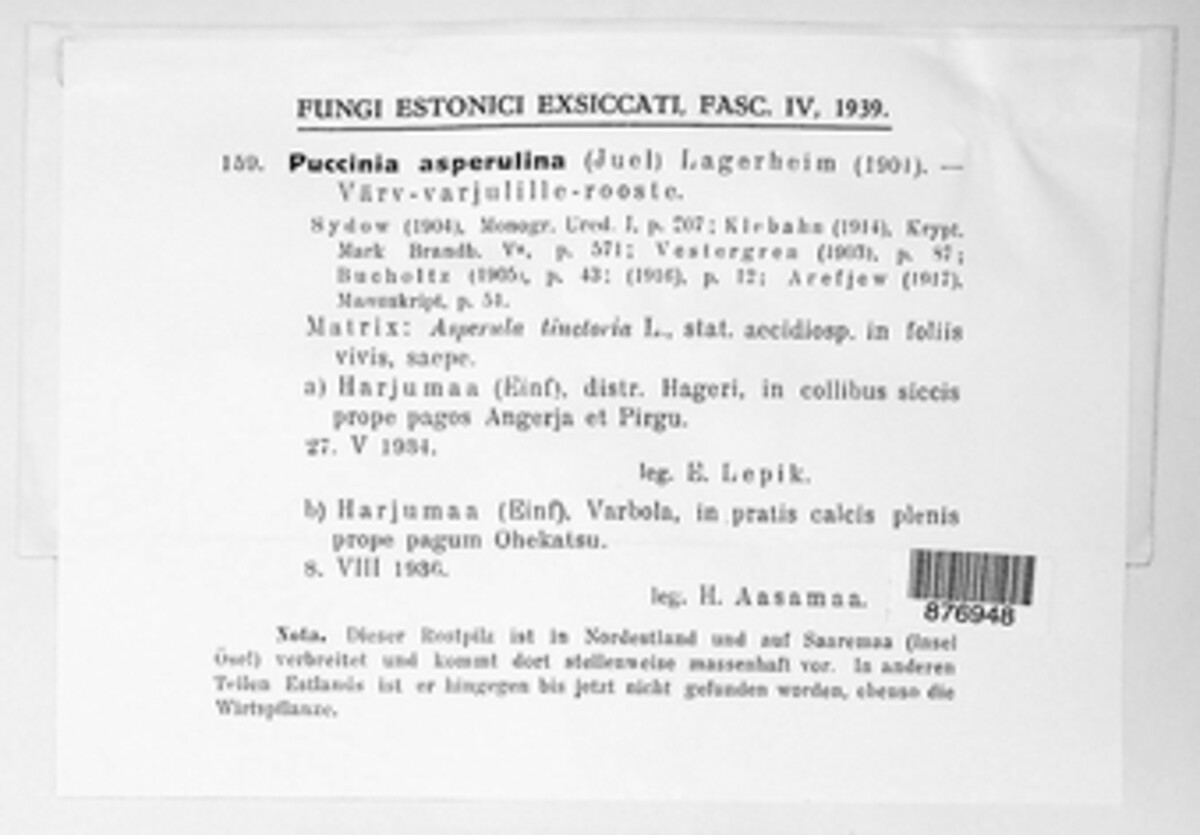 FUNGI ESTONICI EXSICCATI, FASC. IV, 1939.
159. Puccinia asperulina (Juel) Lagerheim (1901). —
Värv-varjulille-rooste.
Sydow (1904), Monogr. Ured. I, p. 207; Klebahn (1914), Krypt.
Mark Brandb. Va, p. 571; Vestergren (1903), p. 87;
Bucholtz (1905), p. 43; (1916), p. 12; Arefjew (1917),
Manuskript, p. 51.
Matrix: Asperula tinctoria L., stat. aecidiosp. in foliis
vivis, saepe.
a) Harjumaa (Einf), distr. Hageri, in collibus siccis
prope pagos Angerja et Pirgu.
27. V 1934.
leg. E. Lepik.
b) Harjumaa (Einf), Varbola, in pratis calcis plenis
prope pagum Ohekatsu.
8. VIII 1936.
leg. H. Aasamaa.
876948
Nota. Dieser Rostpilz ist in Nordestland und auf Saaremaa (Insel
Ösel) verbreitet und kommt dort stellenweise massenhaft vor. In anderen
Teilen Estlands ist er hingegen bis jetzt nicht gefunden worden, ebenso die
Wirtspflanze.